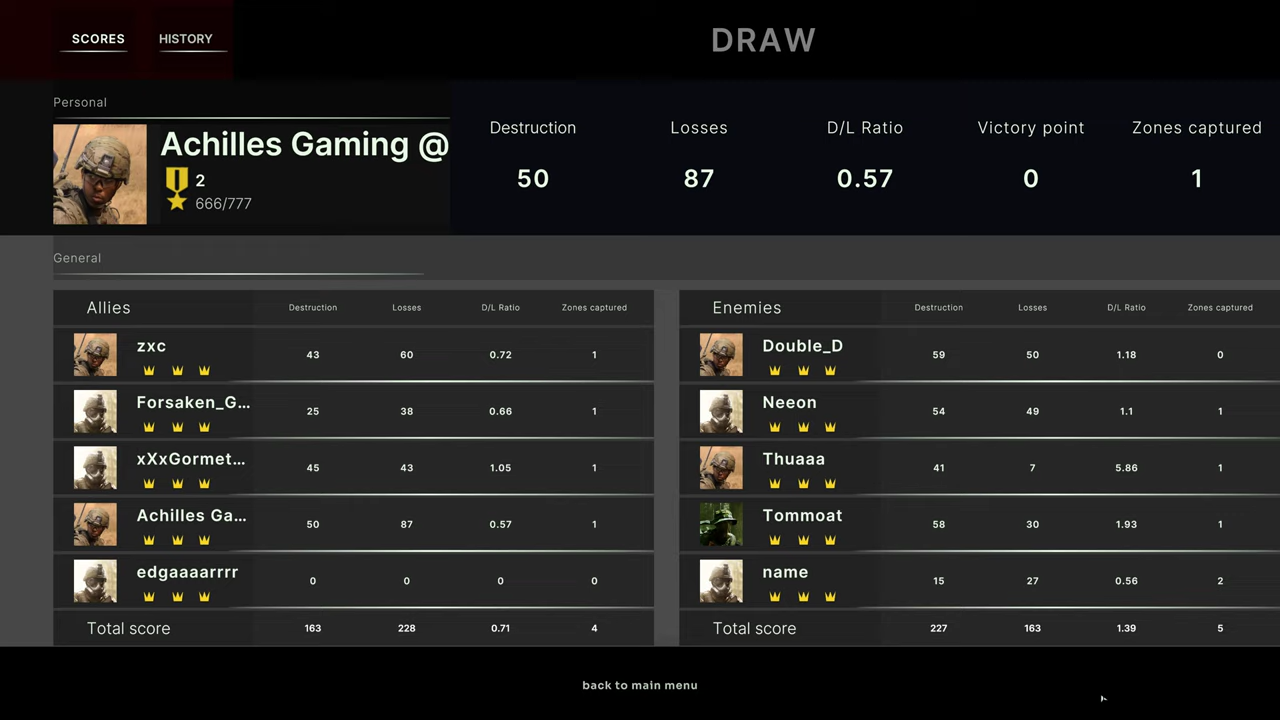 SCORES HISTORY DRAW
Personal
Achilles Gaming @
2
666/777
Destruction Losses D/L Ratio Victory point Zones captured
50 87 0.57 0 1
General
Allies Destruction Losses D/L Ratio Zones captured
zxc 43 60 0.72 1
Forsaken_G... 25 38 0.66 1
xXxGormet... 45 43 1.05 1
Achilles Ga... 50 87 0.57 1
edgaaaarrrr 0 0 0 0
Total score 163 228 0.71 4
Enemies Destruction Losses D/L Ratio Zones captured
Double_D 59 50 1.18 0
Neeon 54 49 1.1 1
Thuaaa 41 7 5.86 1
Tommoat 58 30 1.93 1
name 15 27 0.56 2
Total score 227 163 1.39 5
back to main menu